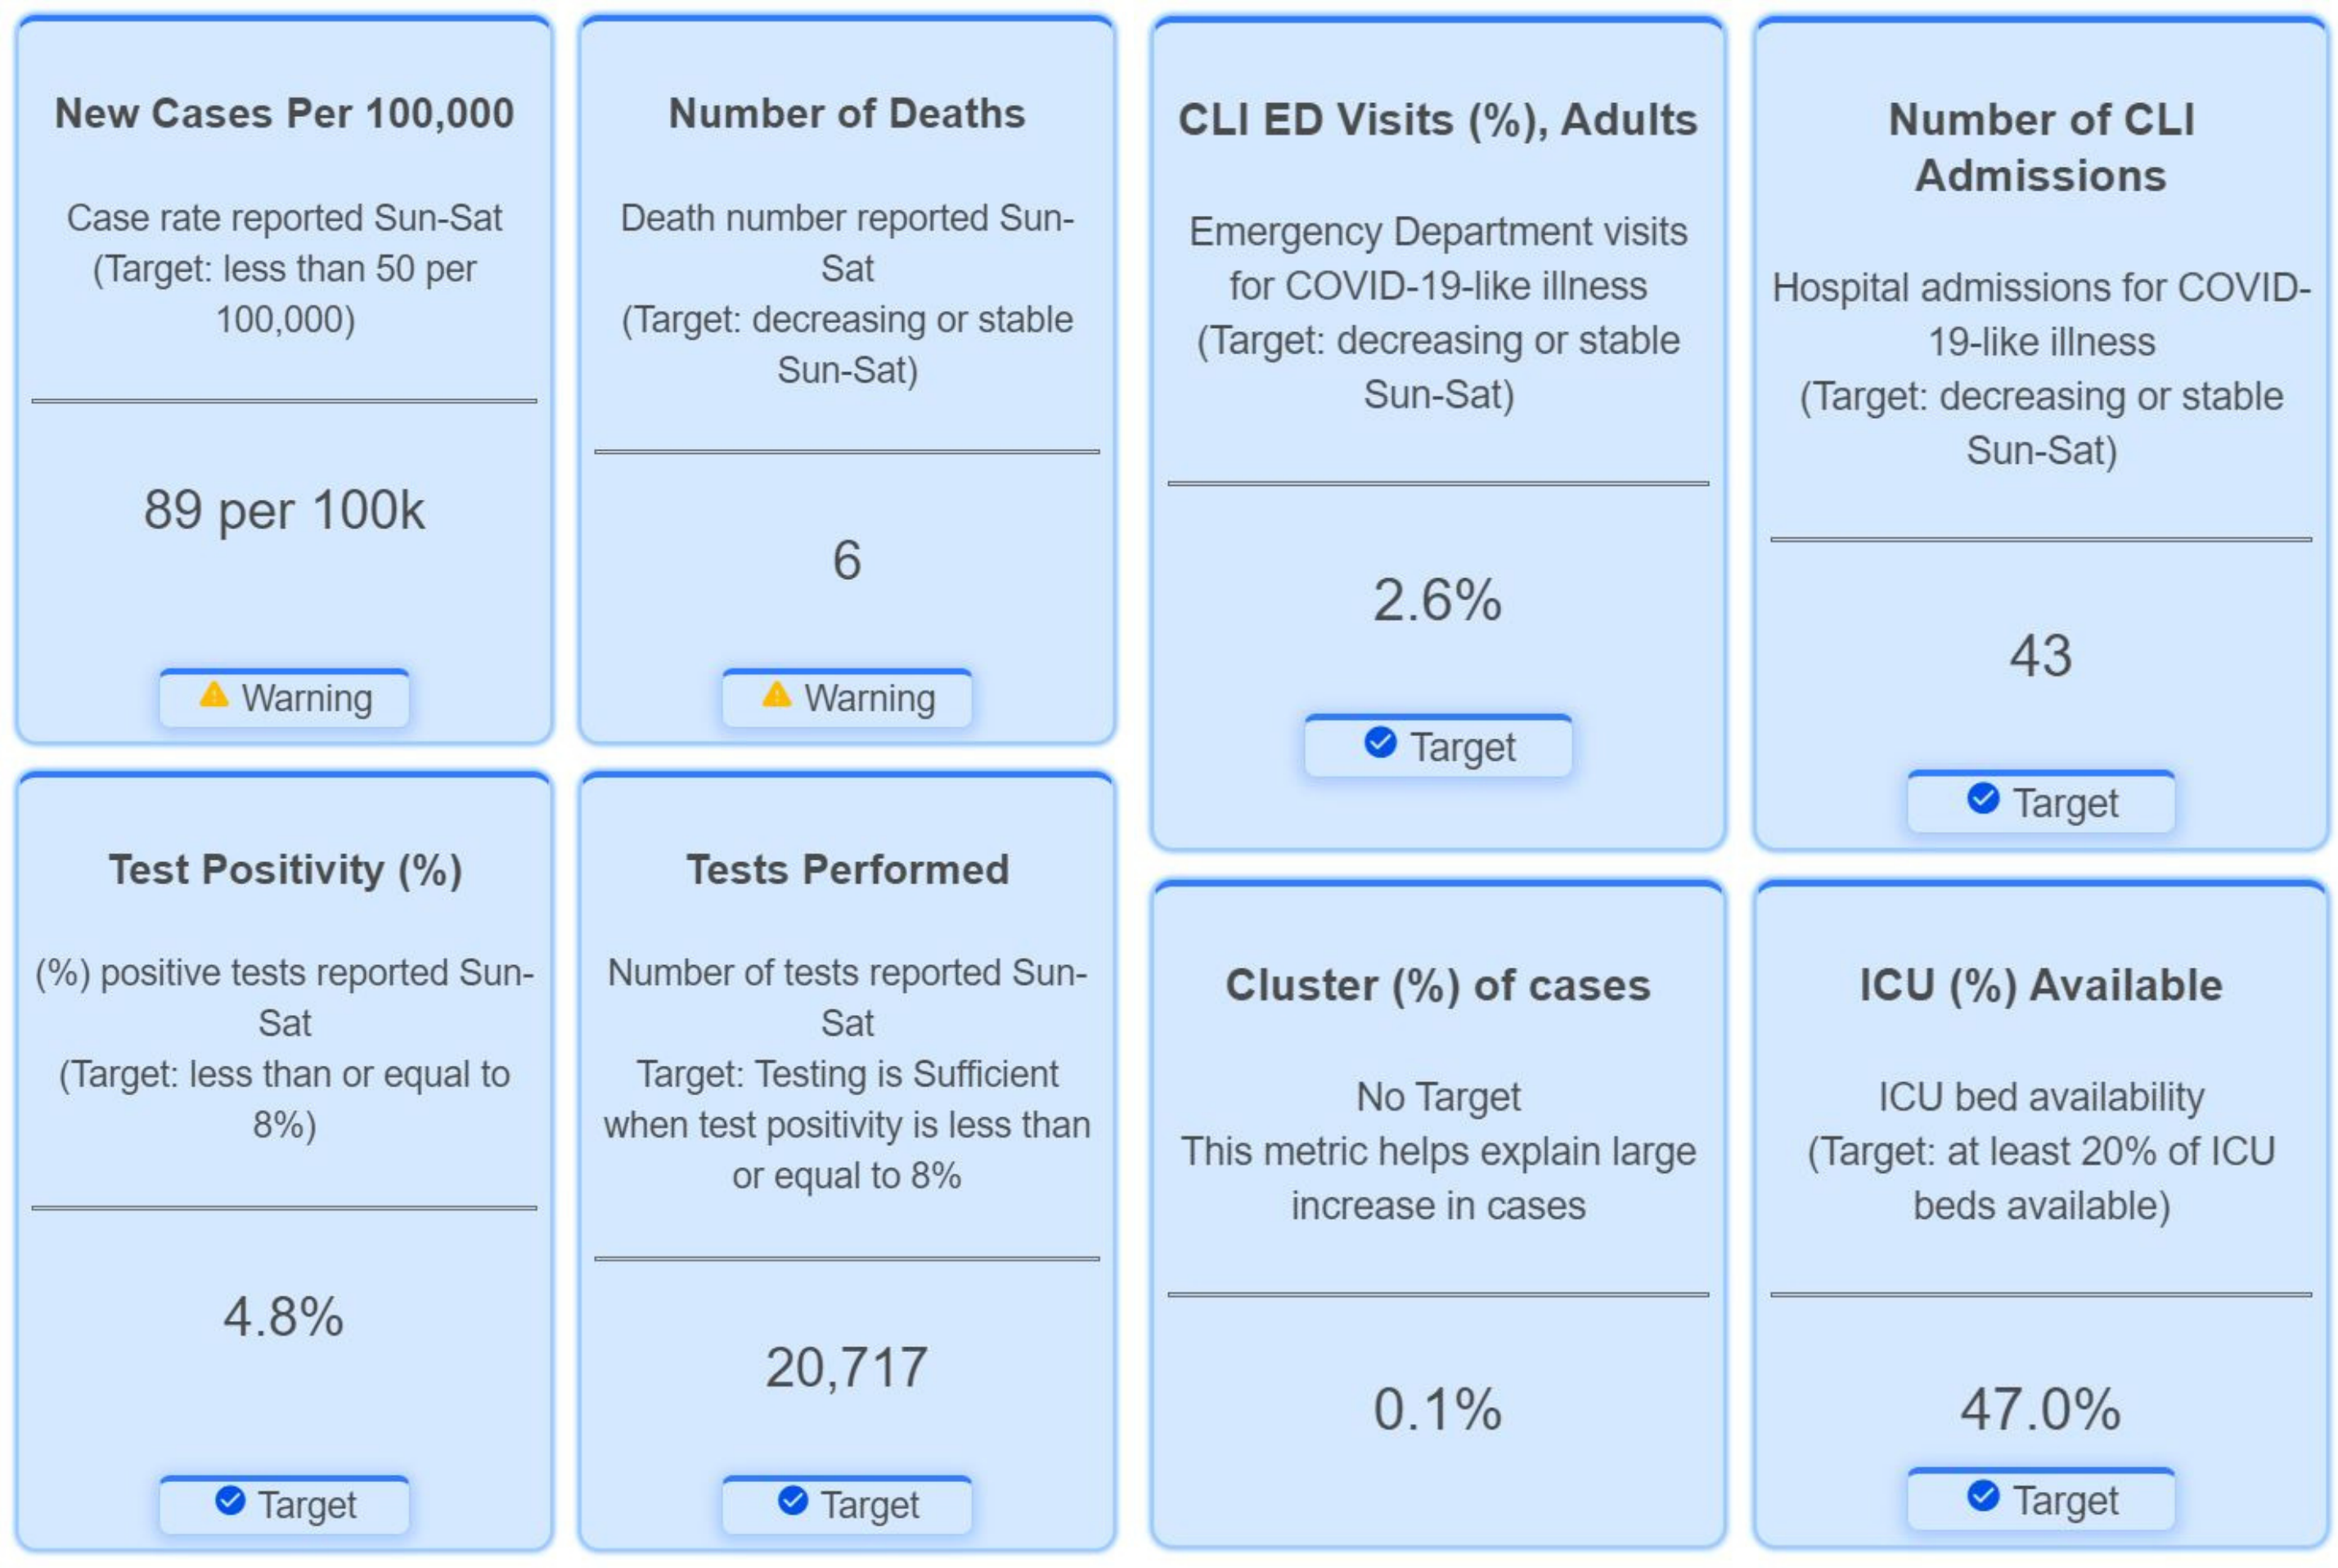 New Cases Per 100,000
Case rate reported Sun-Sat
(Target: less than 50 per
100,000)
89 per 100k
Warning
Number of Deaths
Death number reported Sun-
Sat
(Target: decreasing or stable
Sun-Sat)
6
Warning
CLI ED Visits (%), Adults
Emergency Department visits
for COVID-19-like illness
(Target: decreasing or stable
Sun-Sat)
2.6%
Target
Number of CLI
Admissions
Hospital admissions for COVID-
19-like illness
(Target: decreasing or stable
Sun-Sat)
43
Target
Test Positivity (%)
(%) positive tests reported Sun-
Sat
(Target: less than or equal to
8%)
4.8%
Target
Tests Performed
Number of tests reported Sun-
Sat
Target: Testing is Sufficient
when test positivity is less than
or equal to 8%
20,717
Target
Cluster (%) of cases
No Target
This metric helps explain large
increase in cases
0.1%
ICU (%) Available
ICU bed availability
(Target: at least 20% of ICU
beds available)
47.0%
Target